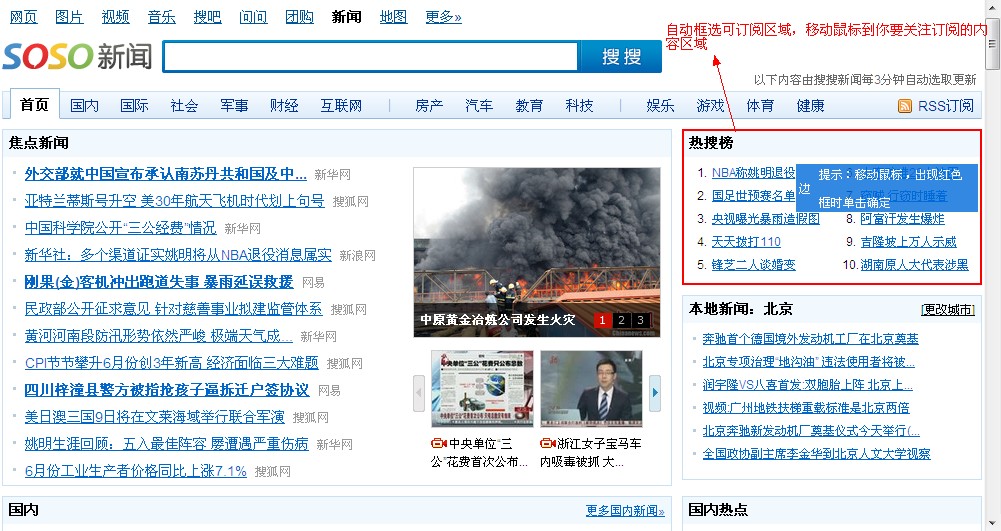 网页 图片 视频 音乐 搜吧 问问 团购 新闻 地图 更多»
SOSO新闻
搜搜
自动框选可订阅区域，移动鼠标到你要关注订阅的内
容区域
以下内容由搜搜新闻每3分钟自动选取更新
首页 国内 国际 社会 军事 财经 互联网 | 房产 汽车 教育 科技 | 娱乐 游戏 体育 健康 RSS订阅
焦点新闻
外交部就中国宣布承认南苏丹共和国及中... 新华网
亚特兰蒂斯号升空 美30年航天飞机时代划上句号 搜狐网
中国科学院公开“三公经费”情况 新华网
新华社：多个渠道证实姚明将从NBA退役消息属实 新浪网
刚果(金)客机冲出跑道失事 暴雨延误救援 网易
民政部公开征求意见 针对慈善事业拟建监管体系 搜狐网
黄河河南段防汛形势依然严峻 极端天气成... 新华网
CPI节节攀升6月份创3年新高 经济面临三大难题 搜狐网
四川梓潼县警方被指抢孩子逼拆迁户签协议 网易
美日澳三国9日将在文莱海域举行联合军演 搜狐网
姚明生涯回顾：五入最佳阵容 屡遭遇严重伤病 新华网
6月份工业生产者价格同比上涨7.1% 搜狐网
中原黄金冶炼公司发生火灾 1 2 3
中央单位“三
公”花费首次公布...
浙江女子宝马车
内吸毒被抓 大...
热搜榜
1. NBA称姚明退役
2. 国足世预赛名单
3. 央视曝光暴雨造假图
4. 天天拨打110
5. 锋芝二人谈婚变
提示：移动鼠标，出现红色
边
框时单击确定
7. 窃贼 行窃时睡着
8. 阿富汗发生爆炸
9. 吉隆坡上万人示威
10. 湖南原人大代表涉黑
本地新闻：北京 [更改城市]
奔驰首个德国境外发动机工厂在北京奠基
北京专项治理“地沟油” 违法使用者将被...
润宇隆VS八喜首发:双胞胎上阵 北京上...
视频:广州地铁扶梯重载标准是北京两倍
北京奔驰新发动机厂奠基仪式今天举行(...
全国政协副主席李金华到北京人文大学视察
国内 更多国内新闻»
国内热点